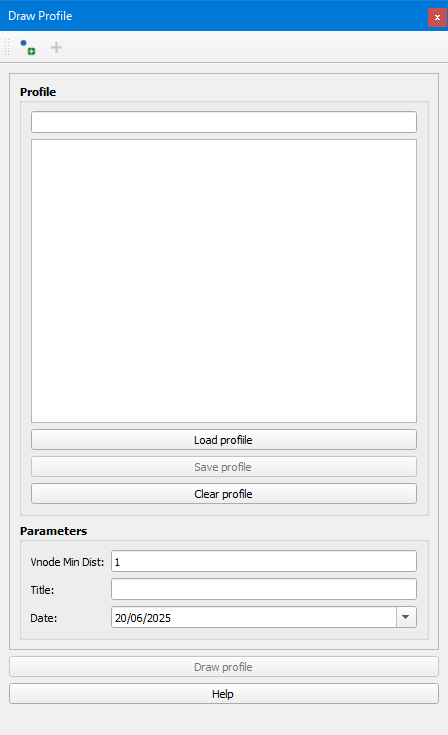 Draw Profile
Profile
Load profile
Save profile
Clear profile
Parameters
Vnode Min Dist: 1
Title:
Date: 20/06/2025
Draw profile
Help